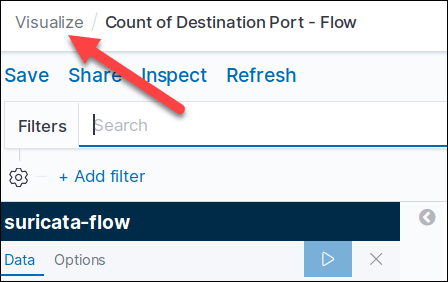 Visualize / Count of Destination Port - Flow
Save Share Inspect Refresh
Filters Search
+ Add filter
suricata-flow
Data Options